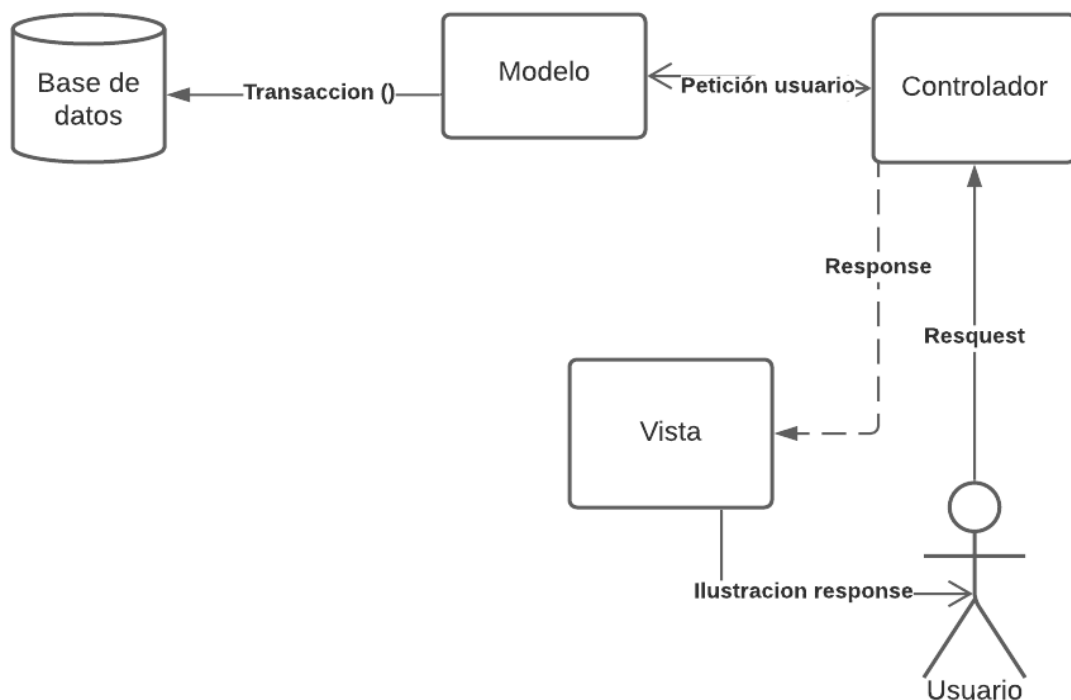 Base de
datos
Transaccion ()
Modelo
Petición usuario
Controlador
Response
Resquest
Vista
Ilustracion response
Usuario